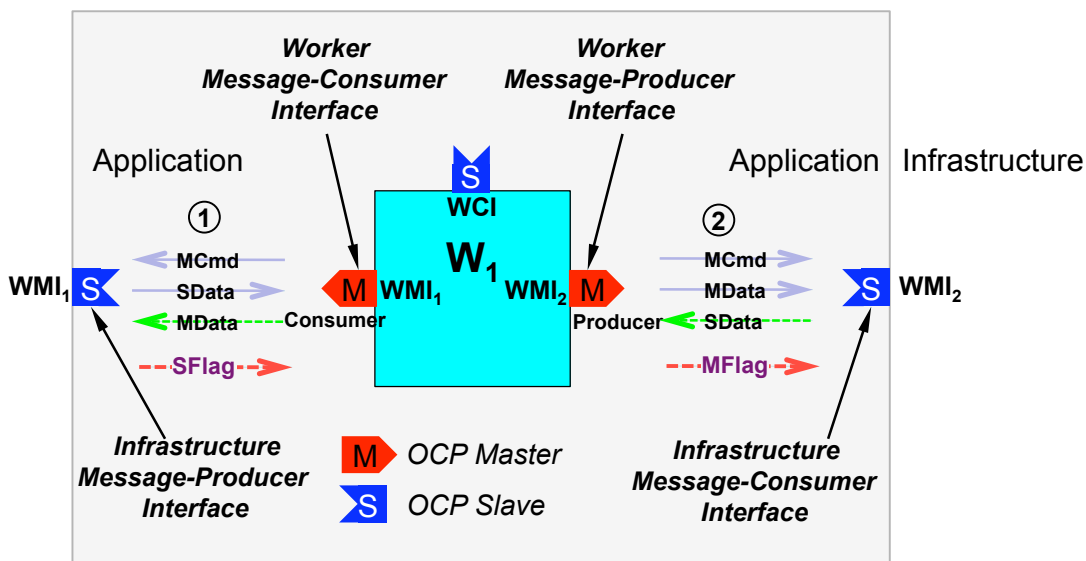 Worker
Message-Consumer
Interface
Worker
Message-Producer
Interface
Application
Application
Infrastructure
S
WCI
1
2
W1
MCmd
SData
MData
SFlag
WMI1
S
M
Consumer
WMI1
WMI2
M
Producer
MCmd
MData
SData
MFlag
S
WMI2
Infrastructure
Message-Producer
Interface
M OCP Master
S OCP Slave
Infrastructure
Message-Consumer
Interface